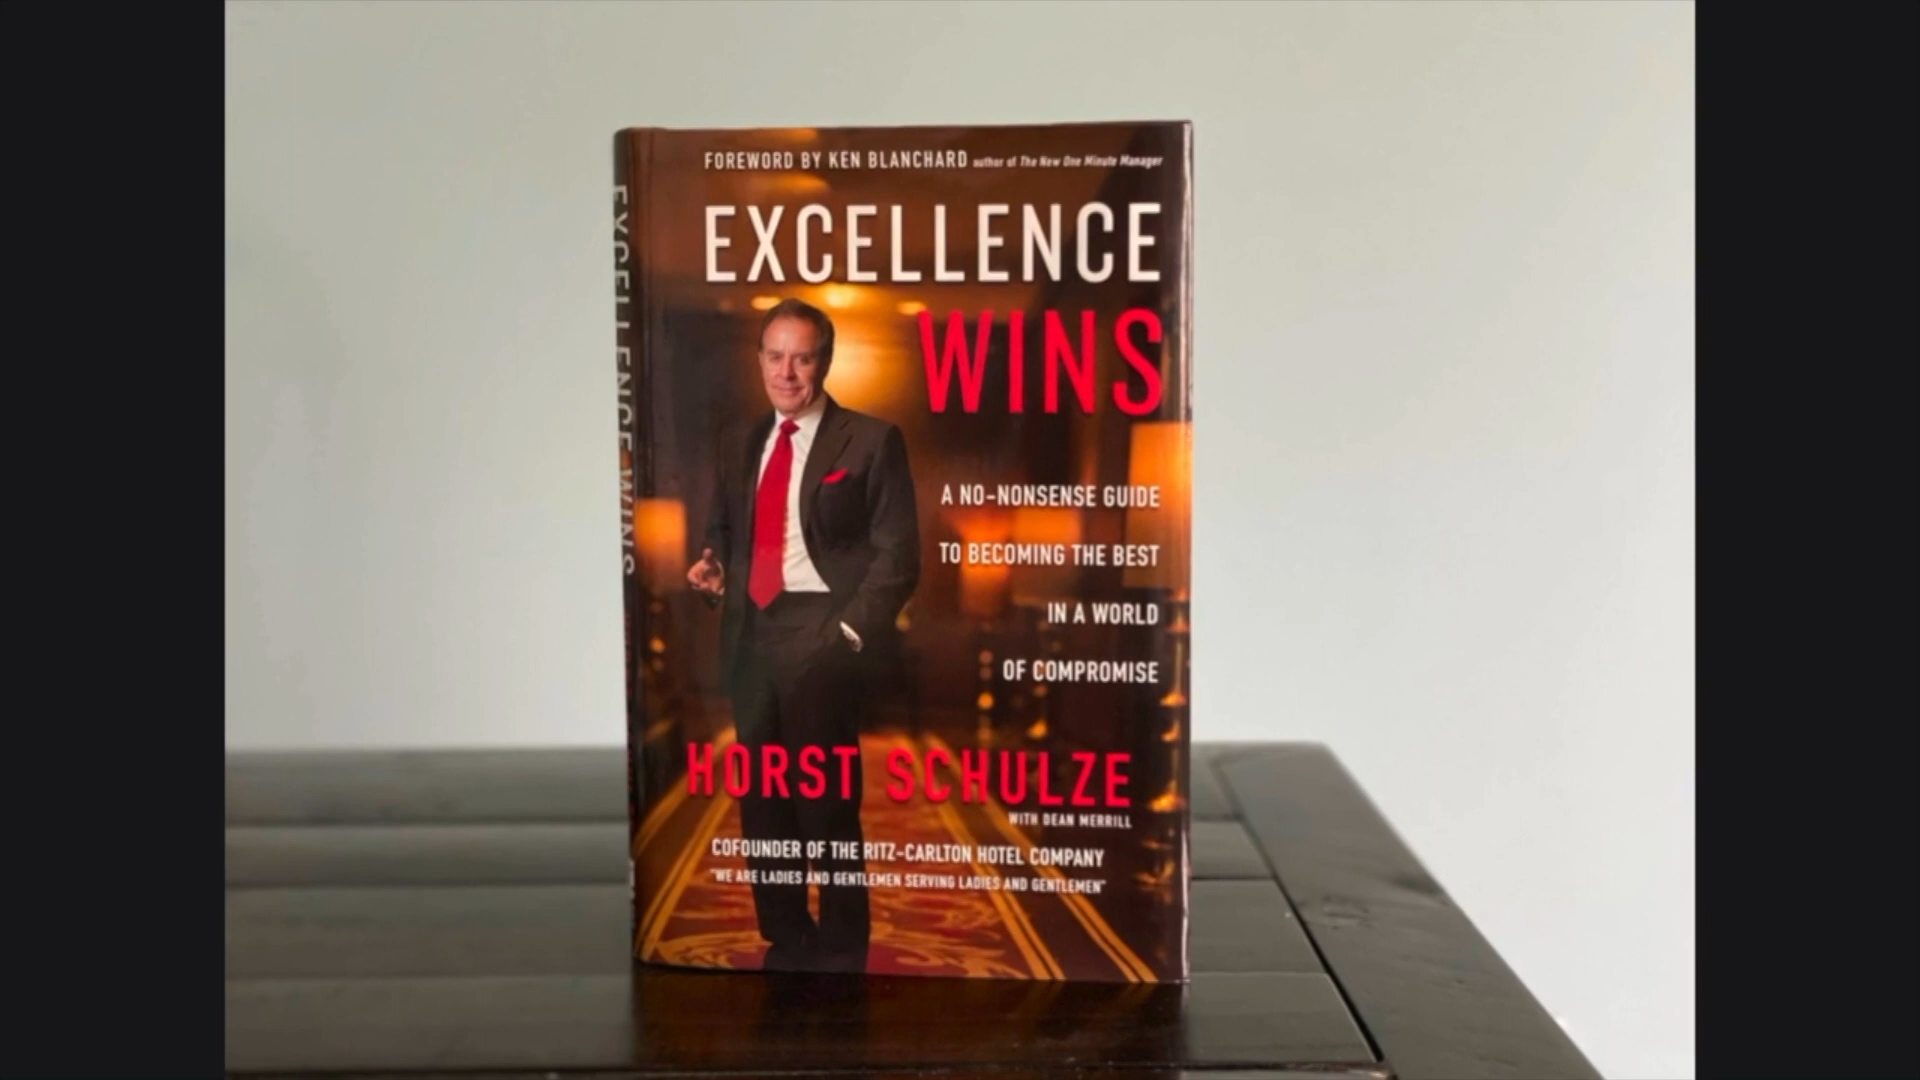 FOREWORD BY KEN BLANCHARD author of The New One Minute Manager
EXCELLENCE
WINS
A NO-NONSENSE GUIDE
TO BECOMING THE BEST
IN A WORLD
OF COMPROMISE
HORST SCHULZE
WITH DEAN MERRILL
COFOUNDER OF THE RITZ-CARLTON HOTEL COMPANY
"WE ARE LADIES AND GENTLEMEN SERVING LADIES AND GENTLEMEN"
EXCELLENCE WINS